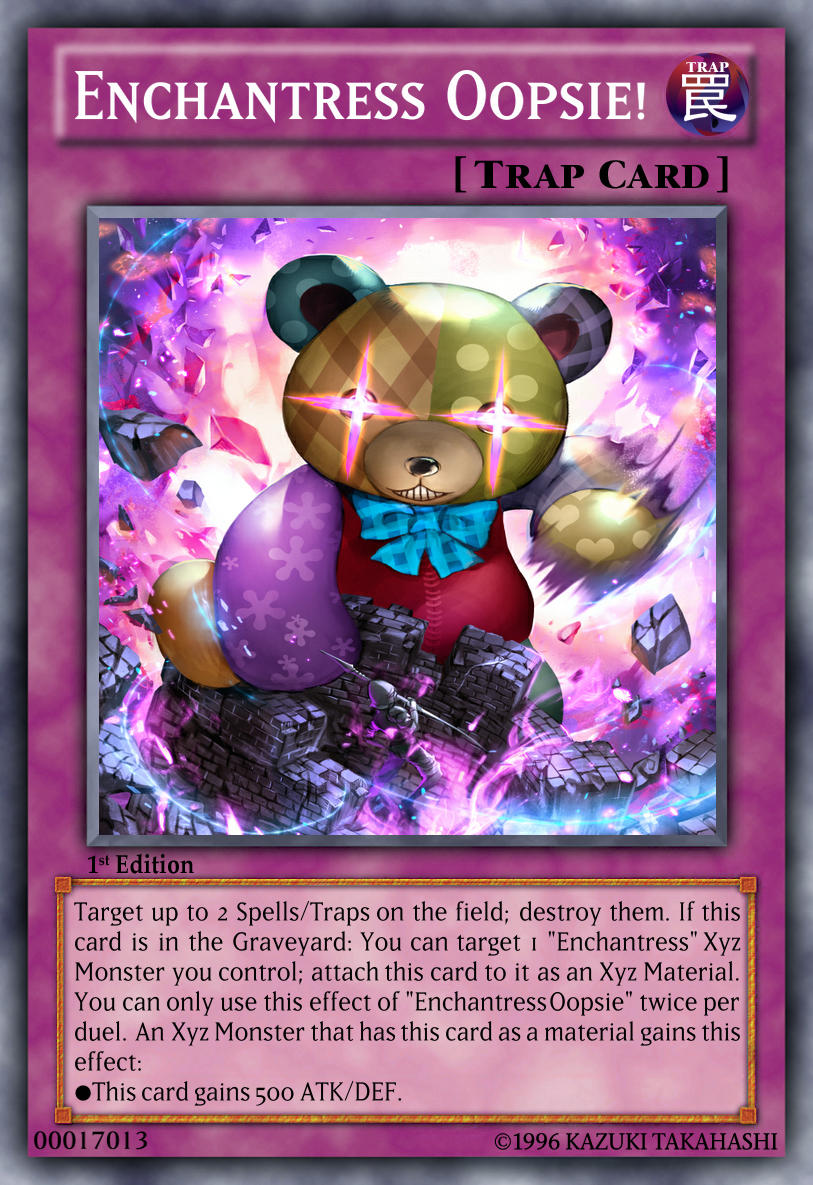 Enchantress Oopsie!
TRAP
罠
[Trap Card]
1st Edition
Target up to 2 Spells/Traps on the field; destroy them. If this
card is in the Graveyard: You can target 1 "Enchantress" Xyz
Monster you control; attach this card to it as an Xyz Material.
You can only use this effect of "Enchantress Oopsie" twice per
duel. An Xyz Monster that has this card as a material gains this
effect:
●This card gains 500 ATK/DEF.
00017013
©1996 KAZUKI TAKAHASHI